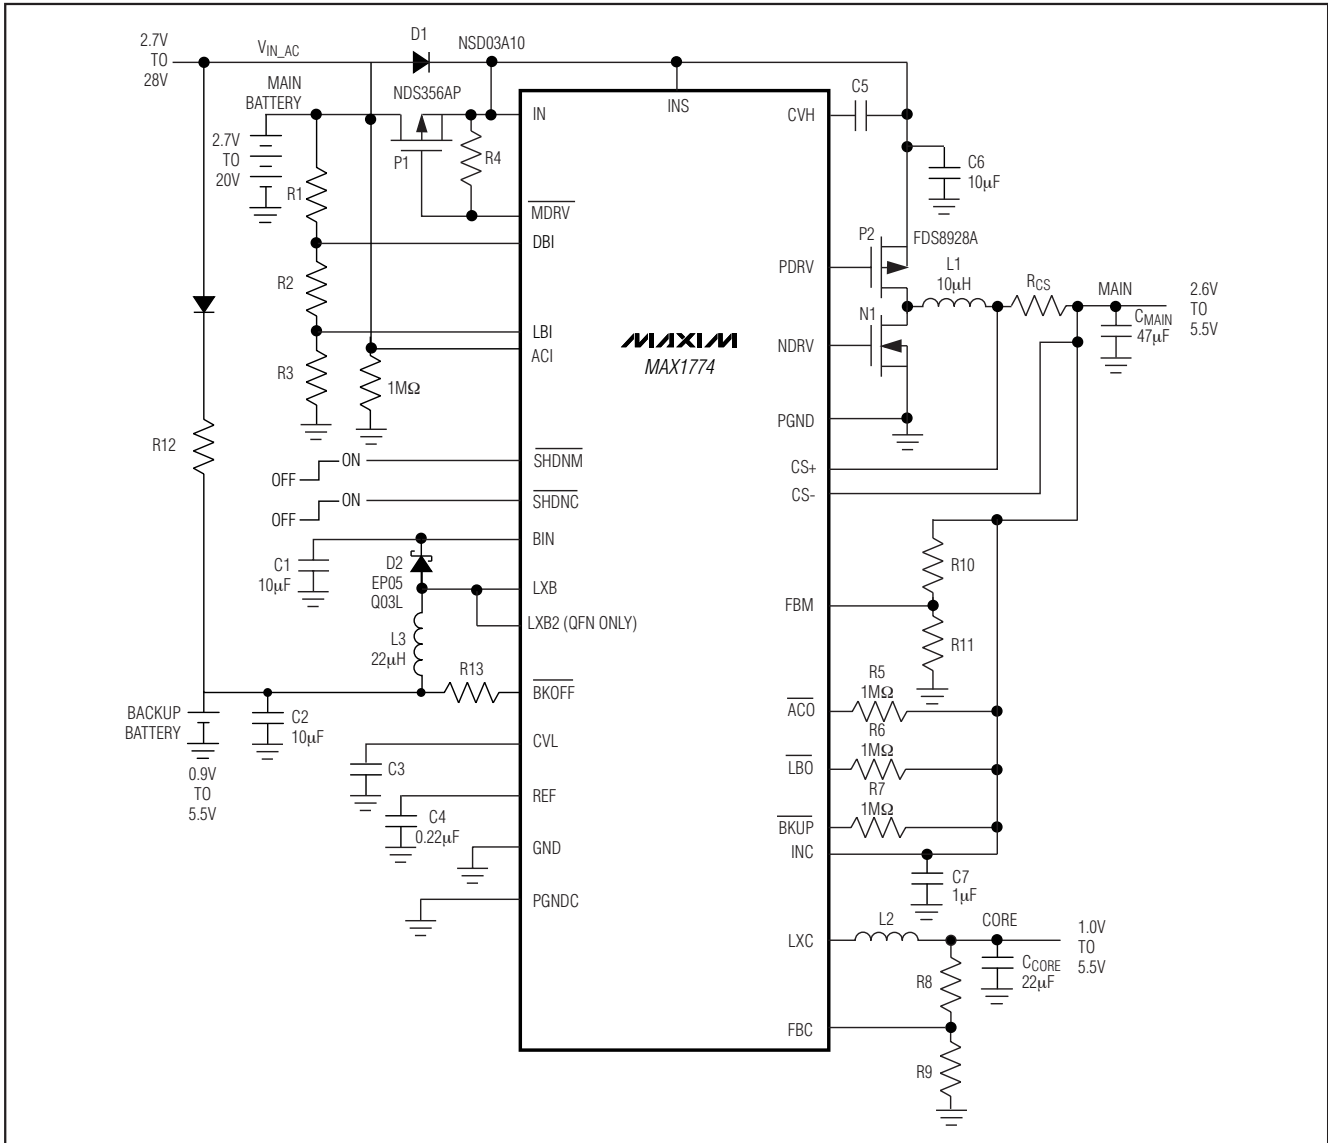 2.7V
TO
28V
V_IN_AC
D1
NSD03A10
MAIN
BATTERY
2.7V
TO
20V
NDS356AP
P1
R4
R1
R2
R3
1MΩ
R12
OFF
ON
OFF
ON
C1
10µF
D2
EP05
Q03L
L3
22µH
R13
BACKUP
BATTERY
0.9V
TO
5.5V
C2
10µF
C3
C4
0.22µF
IN
MDRV
DBI
LBI
ACI
SHDNM
SHDNC
BIN
LXB
LXB2 (QFN ONLY)
BKOFF
CVL
REF
GND
PGNDC
INS
MAXIM
MAX1774
CVH
PDRV
NDRV
PGND
CS+
CS-
FBM
ACO
LBO
BKUP
INC
LXC
FBC
C5
C6
10µF
P2
FDS8928A
L1
10µH
RCS
N1
MAIN
CMAIN
47µF
2.6V
TO
5.5V
R10
R11
R5
1MΩ
R6
1MΩ
R7
1MΩ
C7
1µF
L2
CORE
CCORE
22µF
1.0V
TO
5.5V
R8
R9